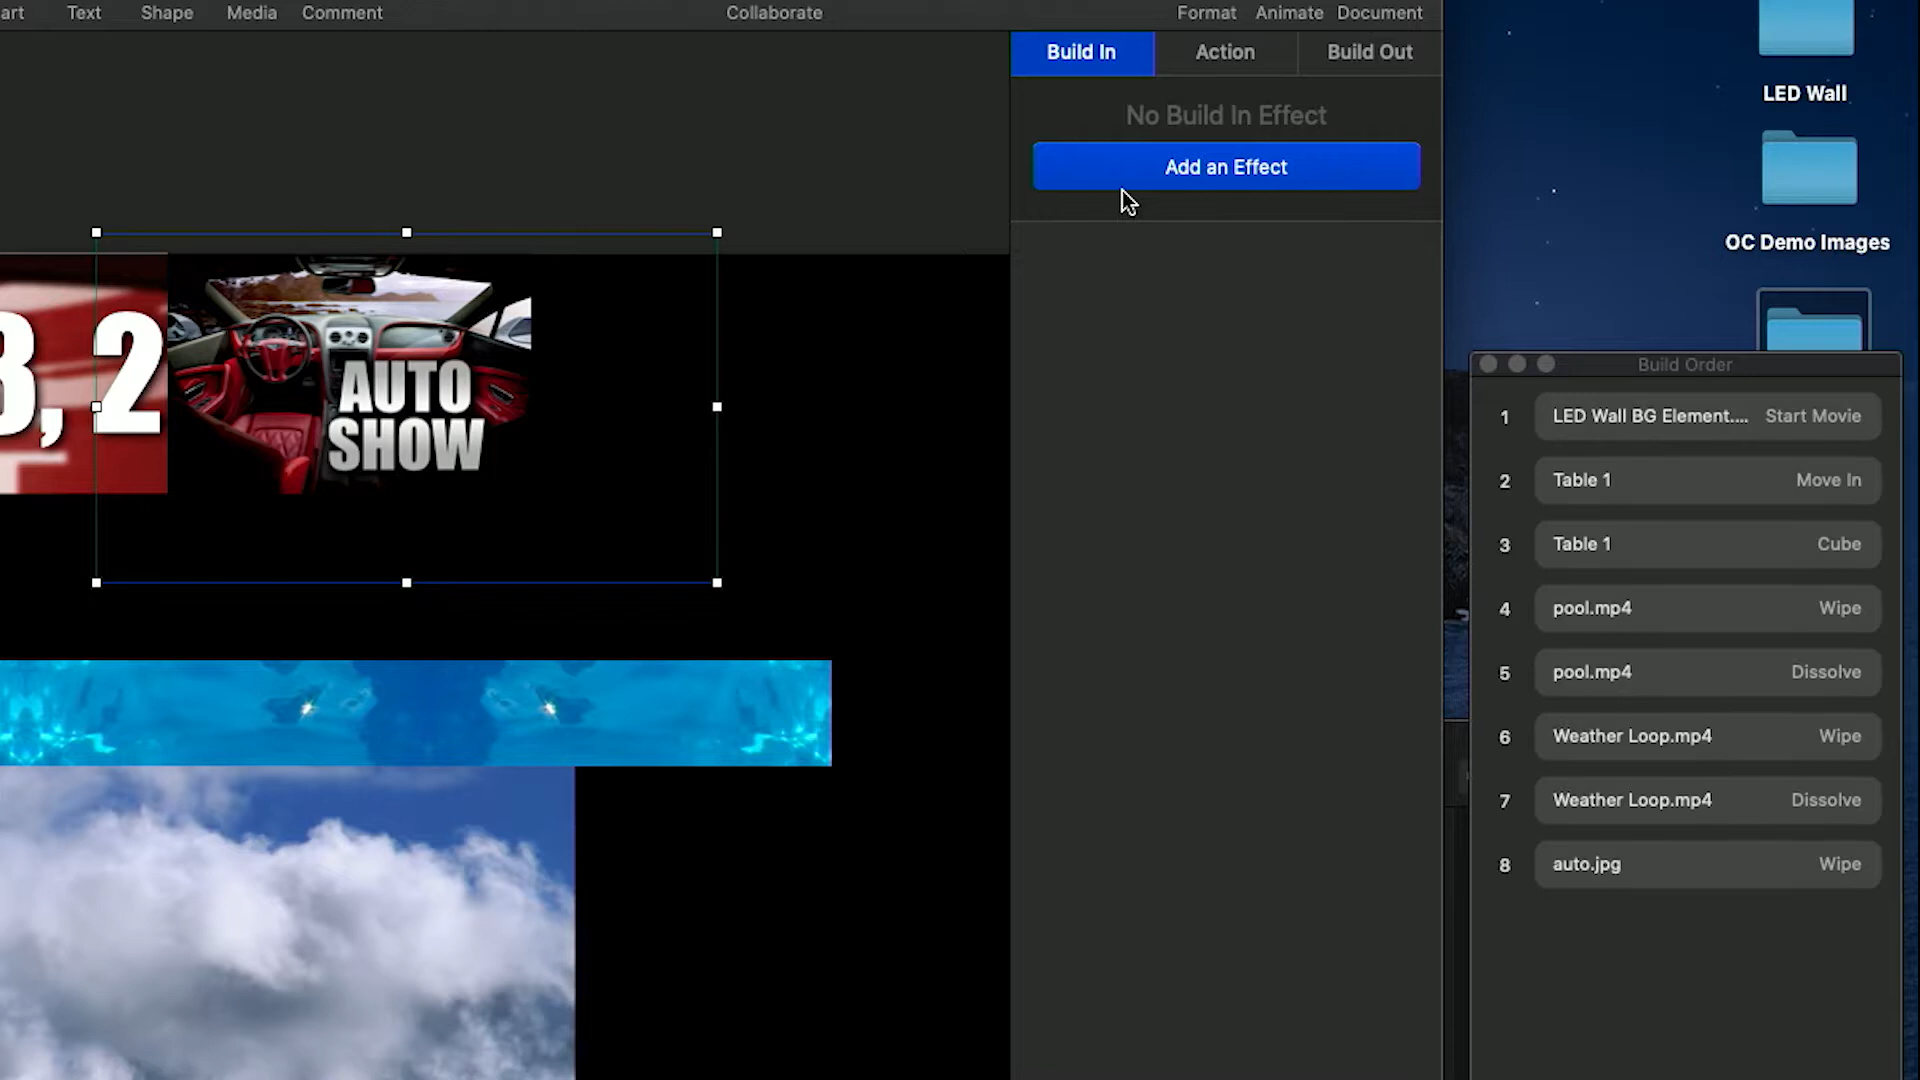 art Text Shape Media Comment Collaborate Format Animate Document
Build In Action Build Out
No Build In Effect
Add an Effect
LED Wall
OC Demo Images
3, 2
AUTO
SHOW
Build Order
1 LED Wall BG Element.... Start Movie
2 Table 1 Move In
3 Table 1 Cube
4 pool.mp4 Wipe
5 pool.mp4 Dissolve
6 Weather Loop.mp4 Wipe
7 Weather Loop.mp4 Dissolve
8 auto.jpg Wipe